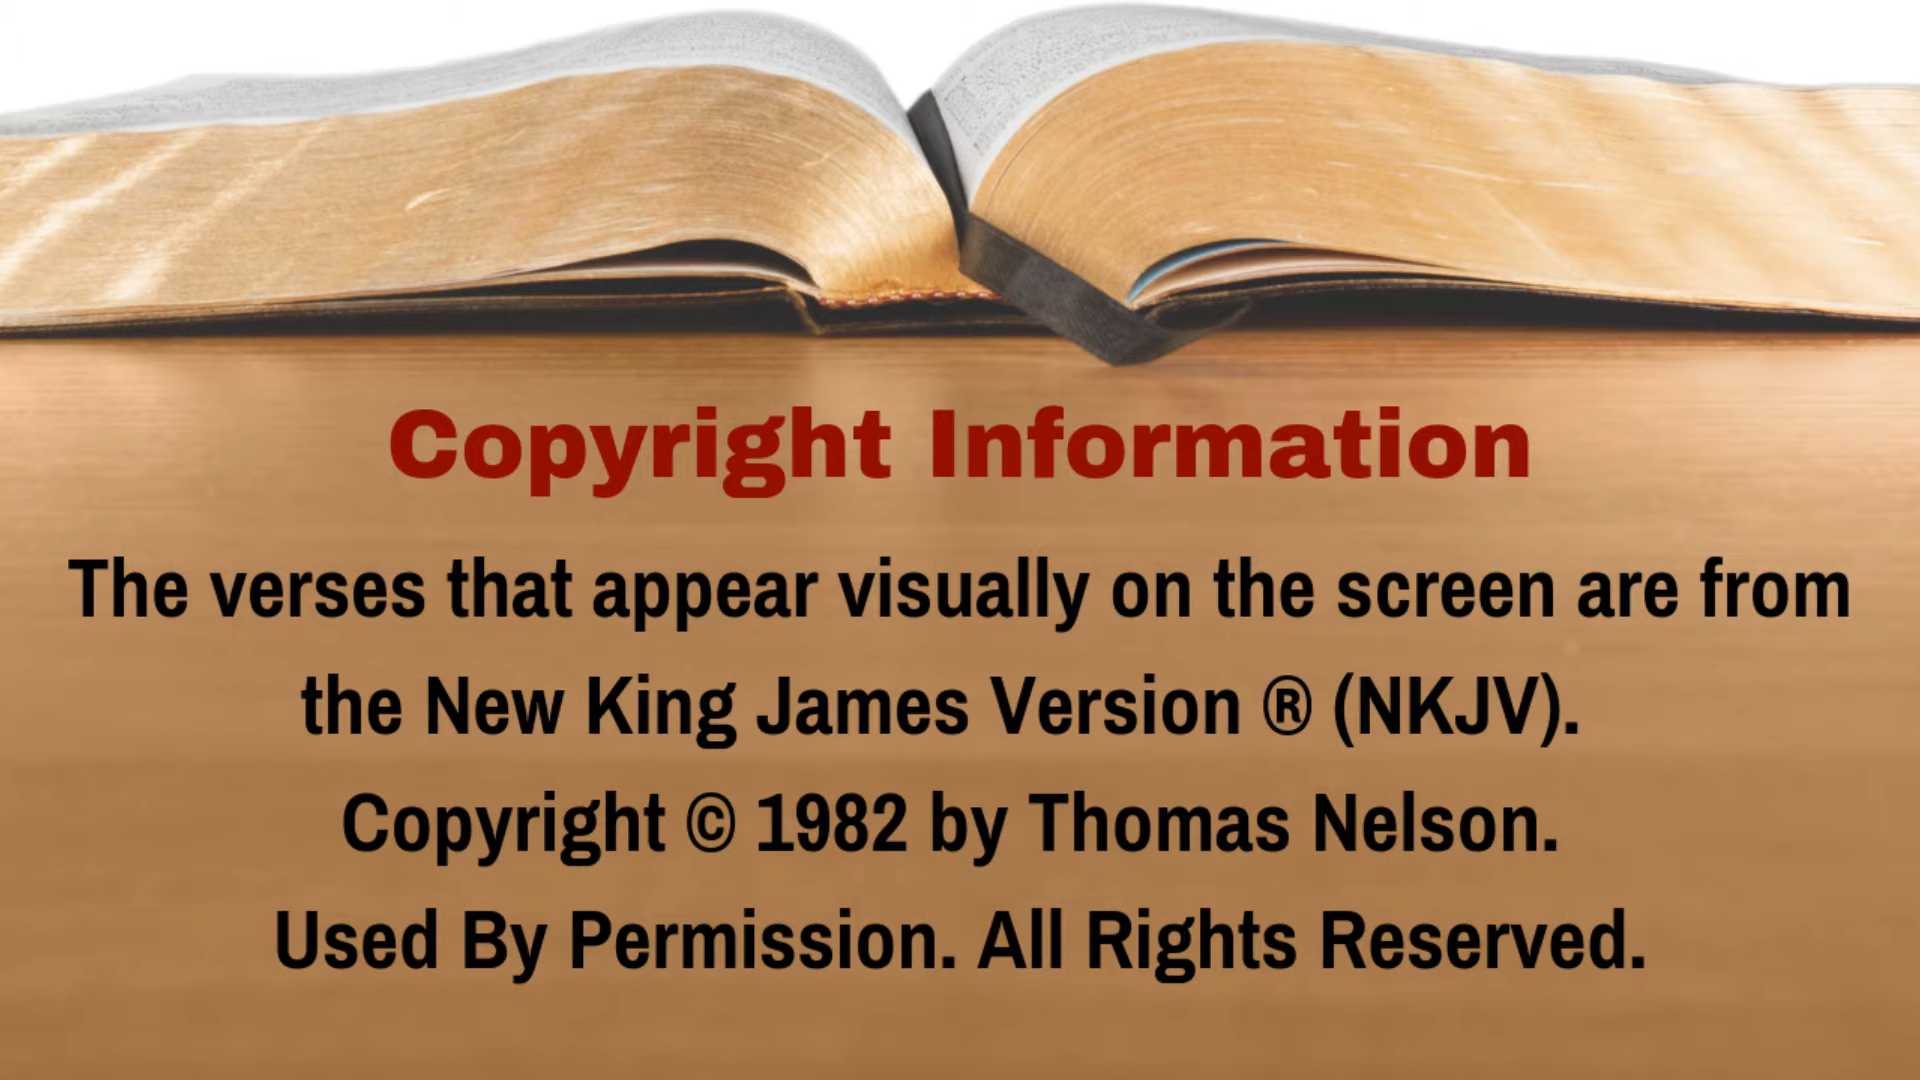 Copyright Information
The verses that appear visually on the screen are from
the New King James Version ® (NKJV).
Copyright © 1982 by Thomas Nelson.
Used By Permission. All Rights Reserved.